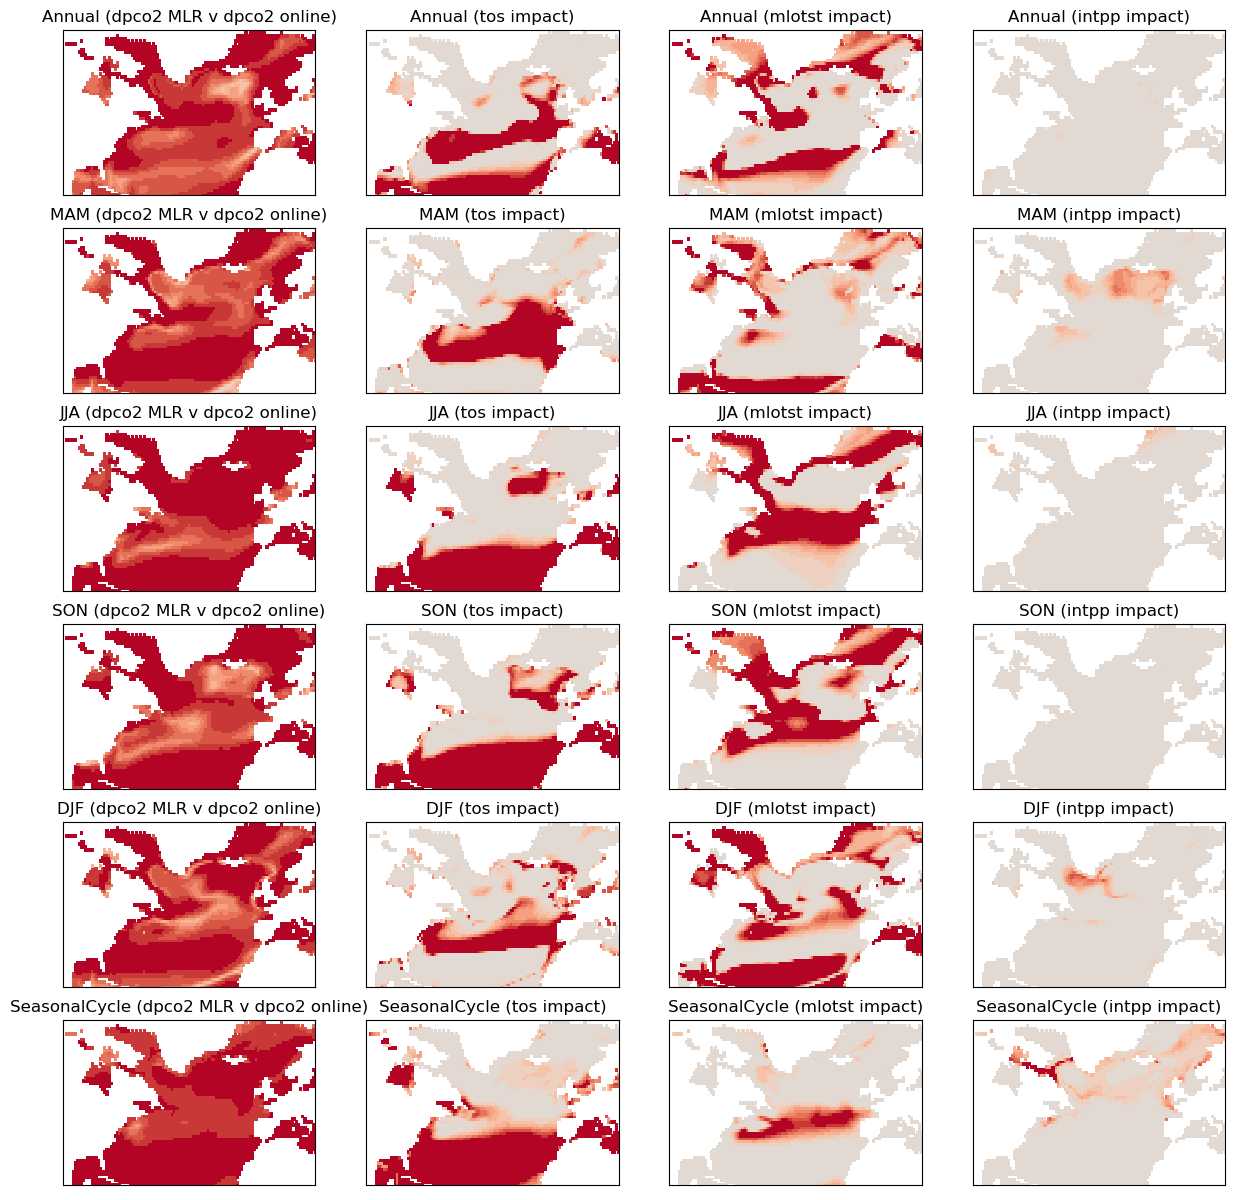 Annual (dpco2 MLR v dpco2 online)
Annual (tos impact)
Annual (mlotst impact)
Annual (intpp impact)
MAM (dpco2 MLR v dpco2 online)
MAM (tos impact)
MAM (mlotst impact)
MAM (intpp impact)
JJA (dpco2 MLR v dpco2 online)
JJA (tos impact)
JJA (mlotst impact)
JJA (intpp impact)
SON (dpco2 MLR v dpco2 online)
SON (tos impact)
SON (mlotst impact)
SON (intpp impact)
DJF (dpco2 MLR v dpco2 online)
DJF (tos impact)
DJF (mlotst impact)
DJF (intpp impact)
SeasonalCycle (dpco2 MLR v dpco2 online)
SeasonalCycle (tos impact)
SeasonalCycle (mlotst impact)
SeasonalCycle (intpp impact)